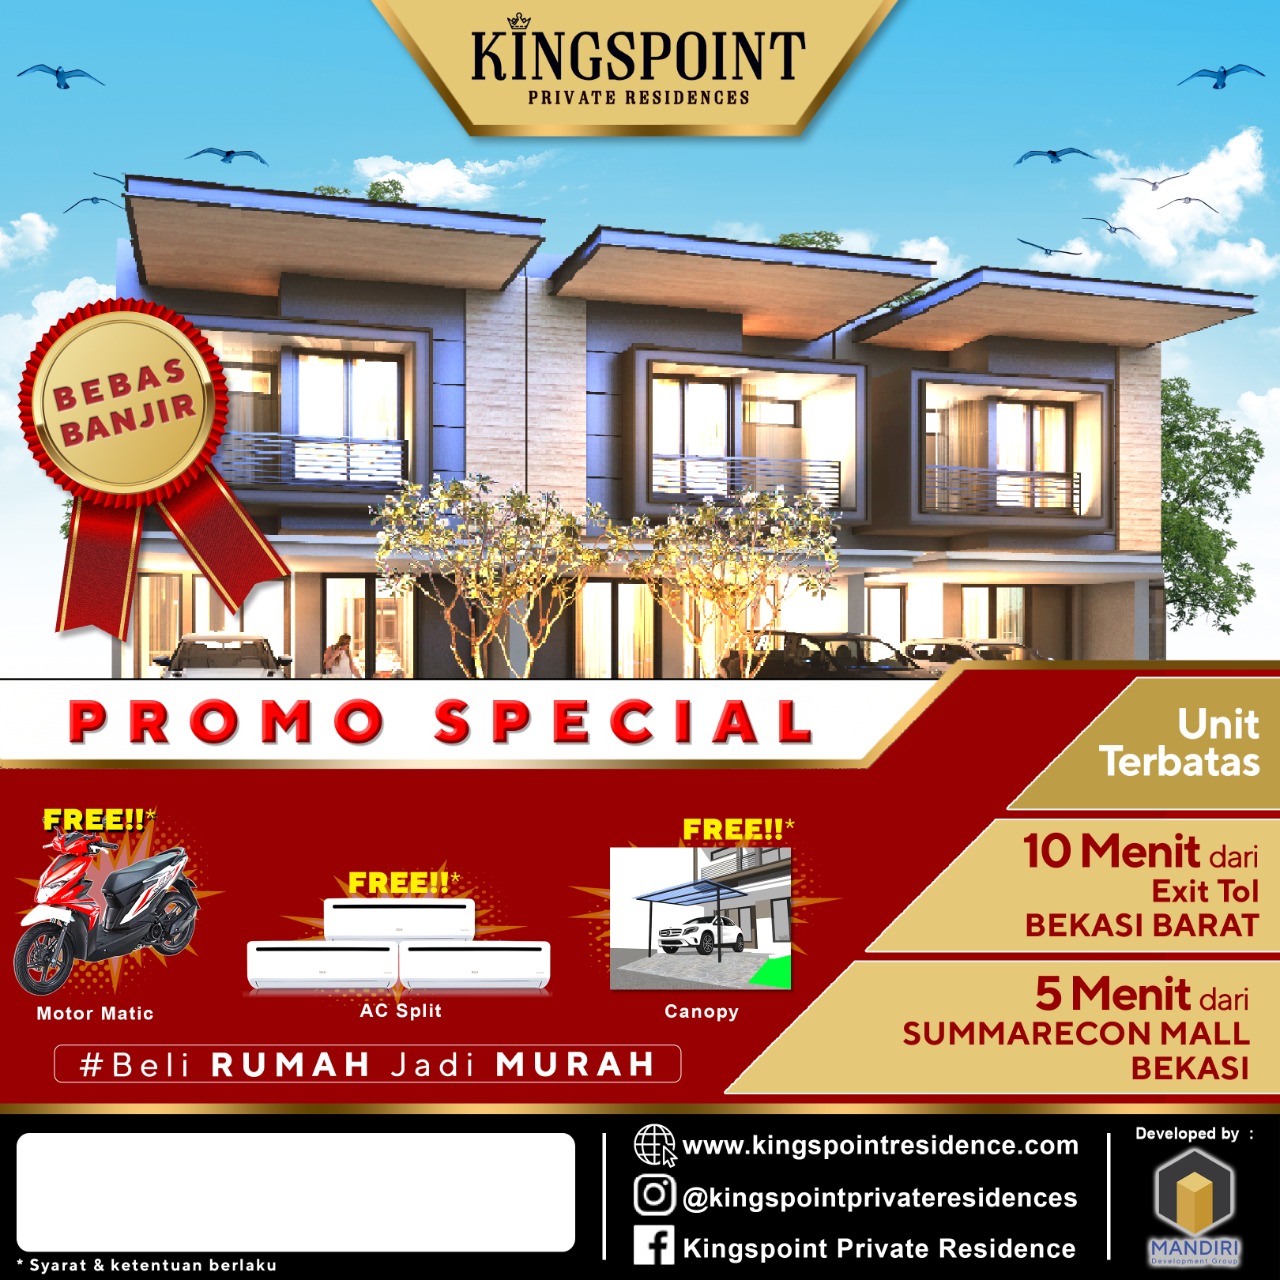 KINGSPOINT
PRIVATE RESIDENCES
BEBAS
BANJIR
PROMO SPECIAL
Unit
Terbatas
10 Menit dari
Exit Tol
BEKASI BARAT
5 Menit dari
SUMMARECON MALL
BEKASI
FREE!!*
Motor Matic
FREE!!*
AC Split
FREE!!*
Canopy
#Beli RUMAH Jadi MURAH
* Syarat & ketentuan berlaku
www.kingspointresidence.com
@kingspointprivateresidences
Kingspoint Private Residence
Developed by :
MANDIRI
Development Group